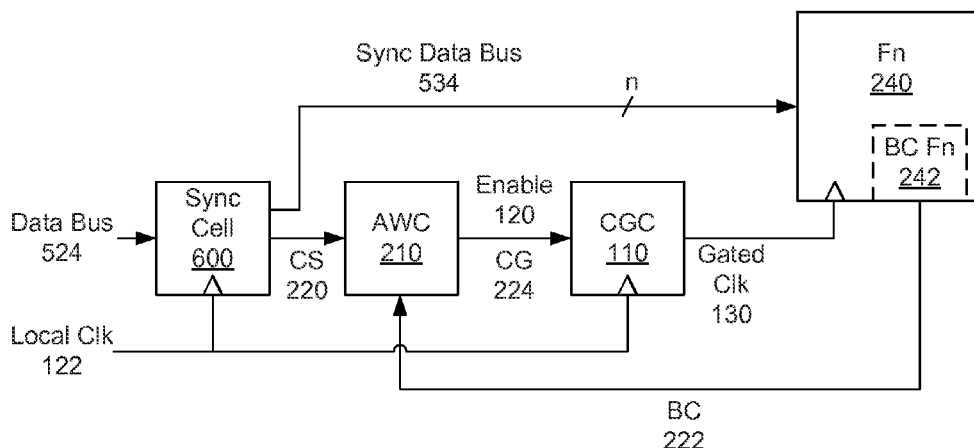 Sync Data Bus
534
n
Fn
240
BC Fn
242
Data Bus
524
Sync
Cell
600
CS
220
AWC
210
Enable
120
CG
224
CGC
110
Gated
Clk
130
Local Clk
122
BC
222